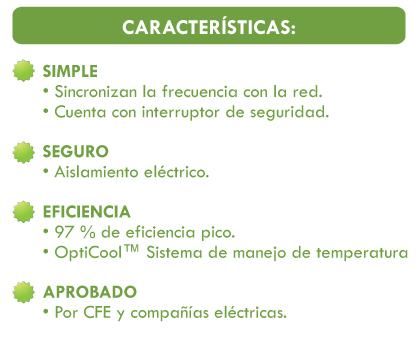 CARACTERÍSTICAS:
SIMPLE
• Sincronizan la frecuencia con la red.
• Cuenta con interruptor de seguridad.
SEGURO
• Aislamiento eléctrico.
EFICIENCIA
• 97 % de eficiencia pico.
• OptiCool™ Sistema de manejo de temperatura
APROBADO
• Por CFE y compañías eléctricas.